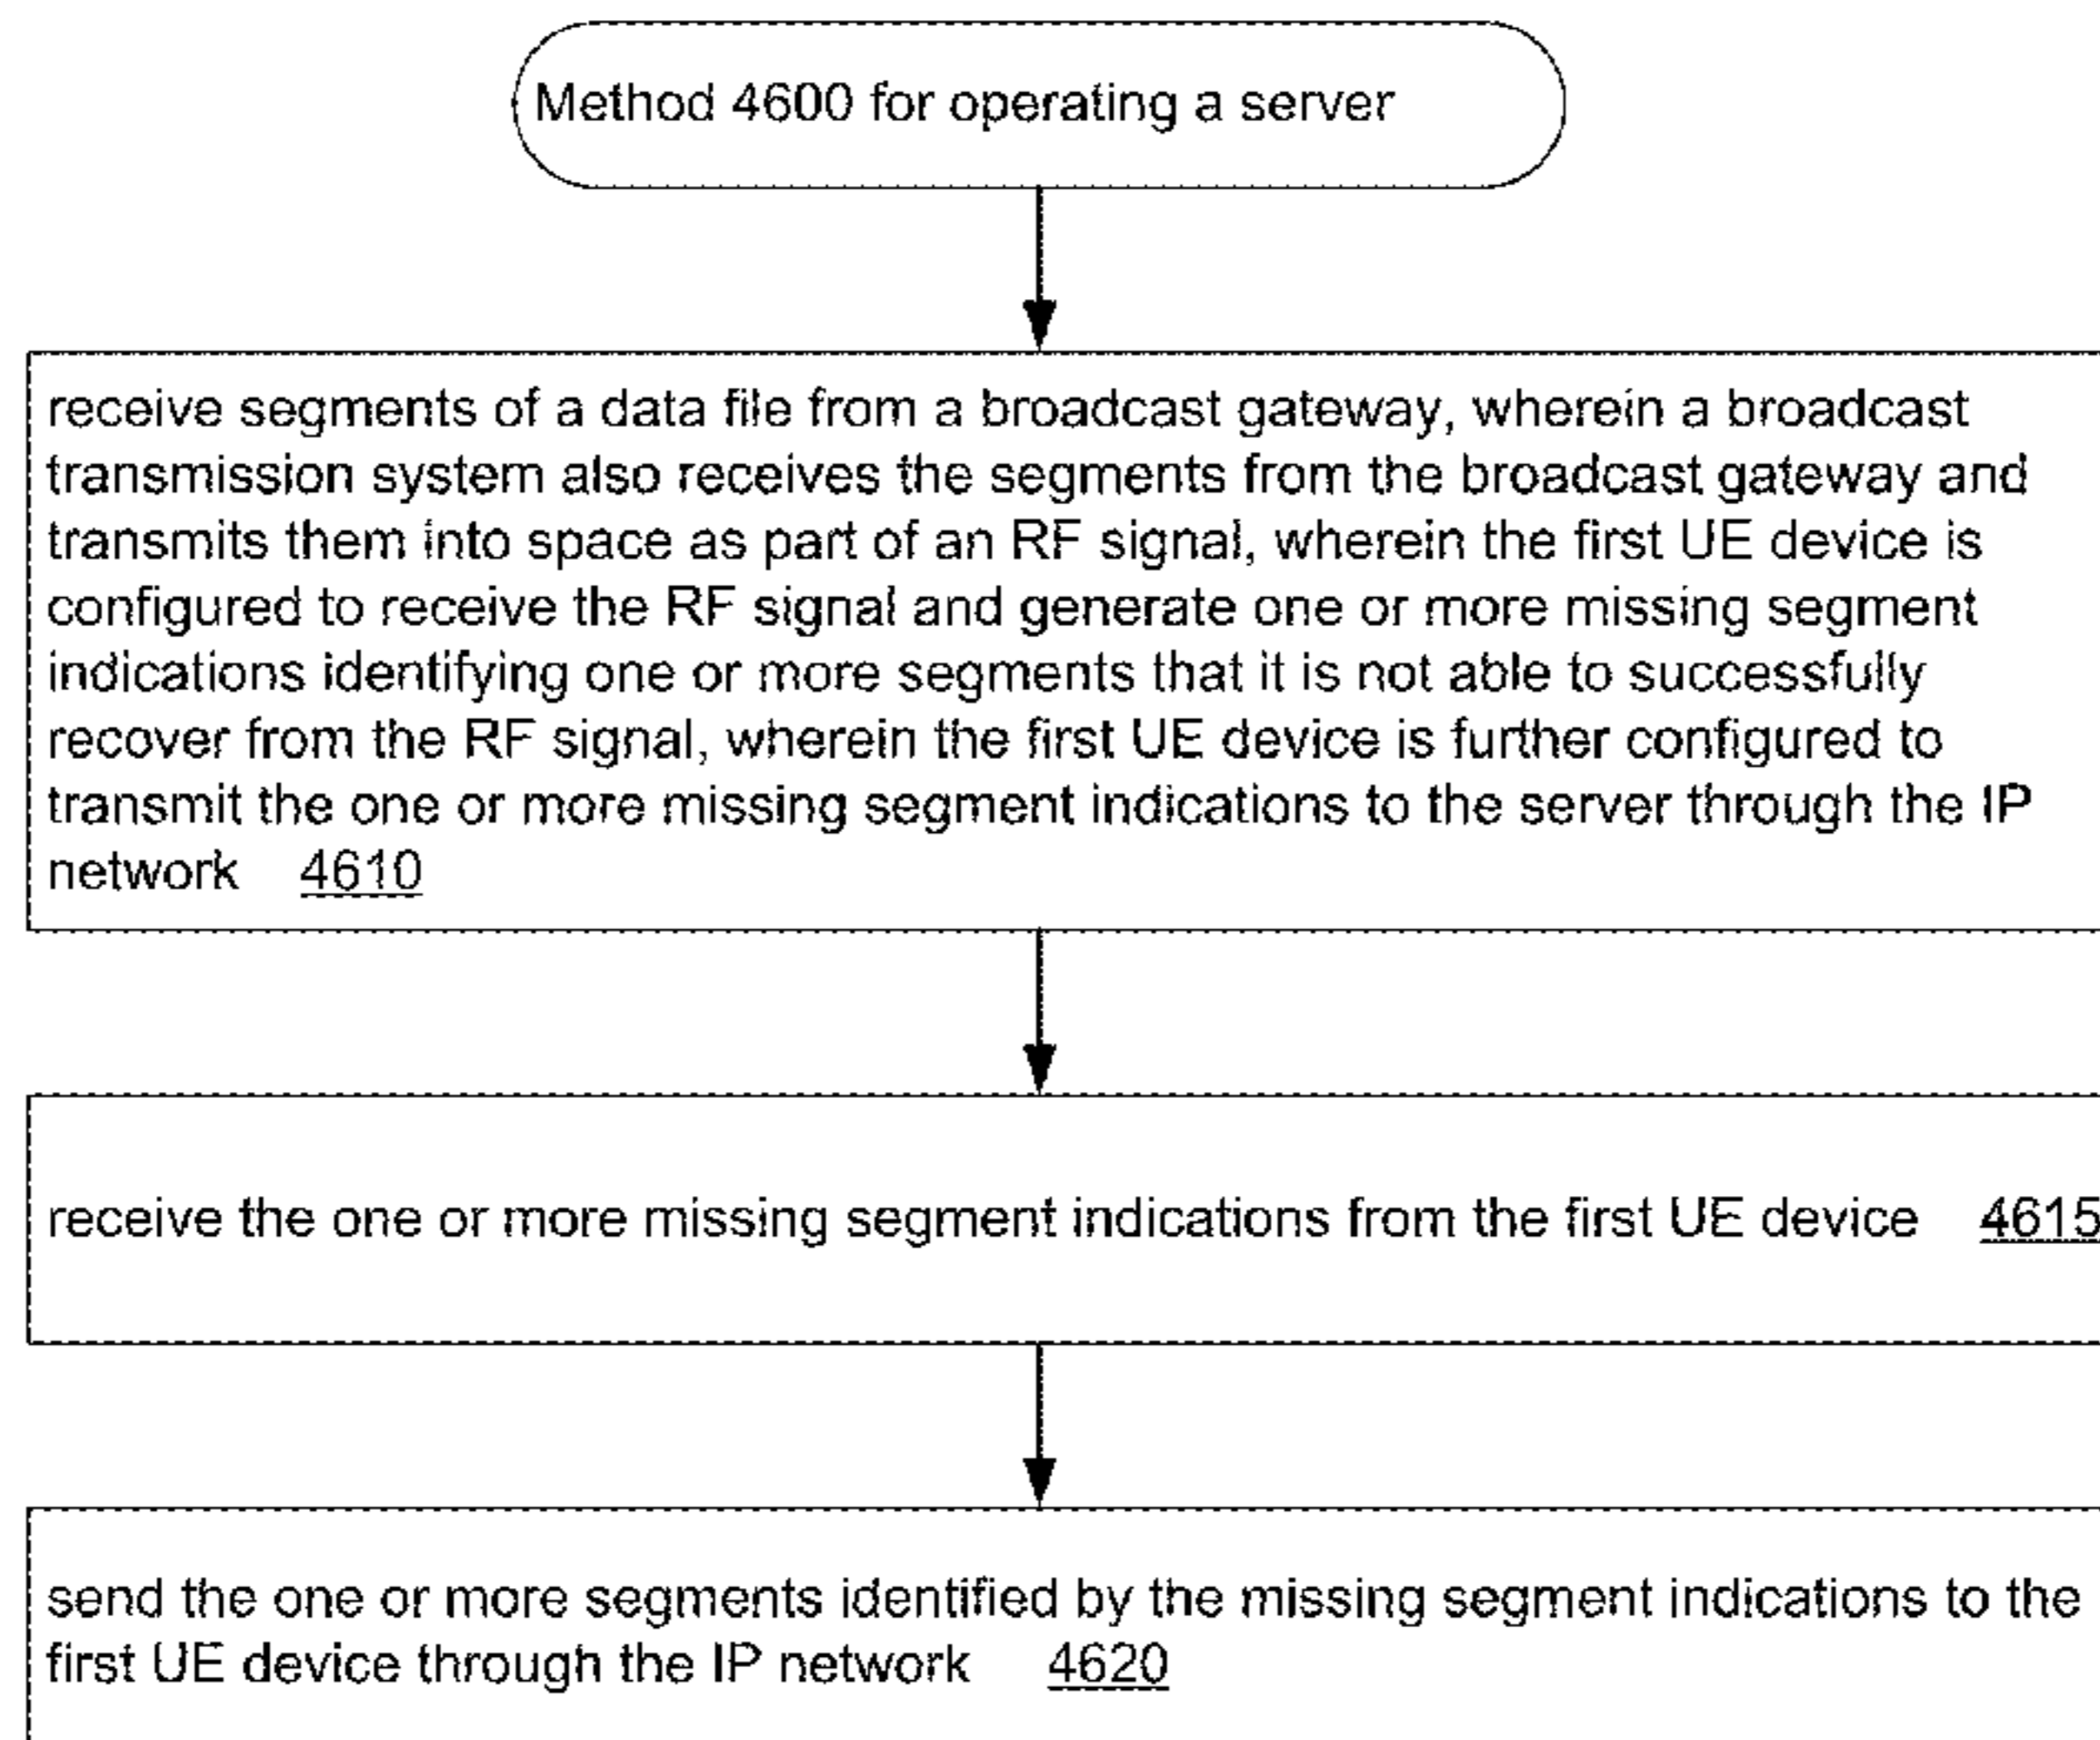 Method 4600 for operating a server
receive segments of a data file from a broadcast gateway, wherein a broadcast
transmission system also receives the segments from the broadcast gateway and
transmits them into space as part of an RF signal, wherein the first UE device is
configured to receive the RF signal and generate one or more missing segment
indications identifying one or more segments that it is not able to successfully
recover from the RF signal, wherein the first UE device is further configured to
transmit the one or more missing segment indications to the server through the IP
network 4610
receive the one or more missing segment indications from the first UE device 4615
send the one or more segments identified by the missing segment indications to the
first UE device through the IP network 4620